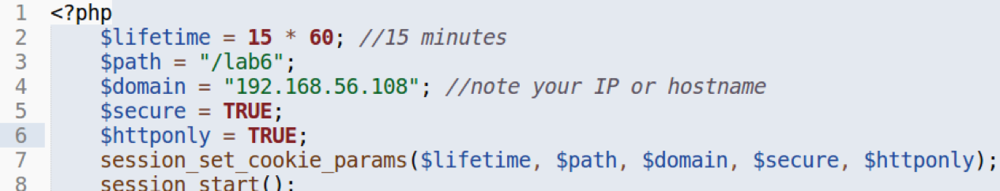 1 <?php
2 $lifetime = 15 * 60; //15 minutes
3 $path = "/lab6";
4 $domain = "192.168.56.108"; //note your IP or hostname
5 $secure = TRUE;
6 $httponly = TRUE;
7 session_set_cookie_params($lifetime, $path, $domain, $secure, $httponly);
8 session_start();